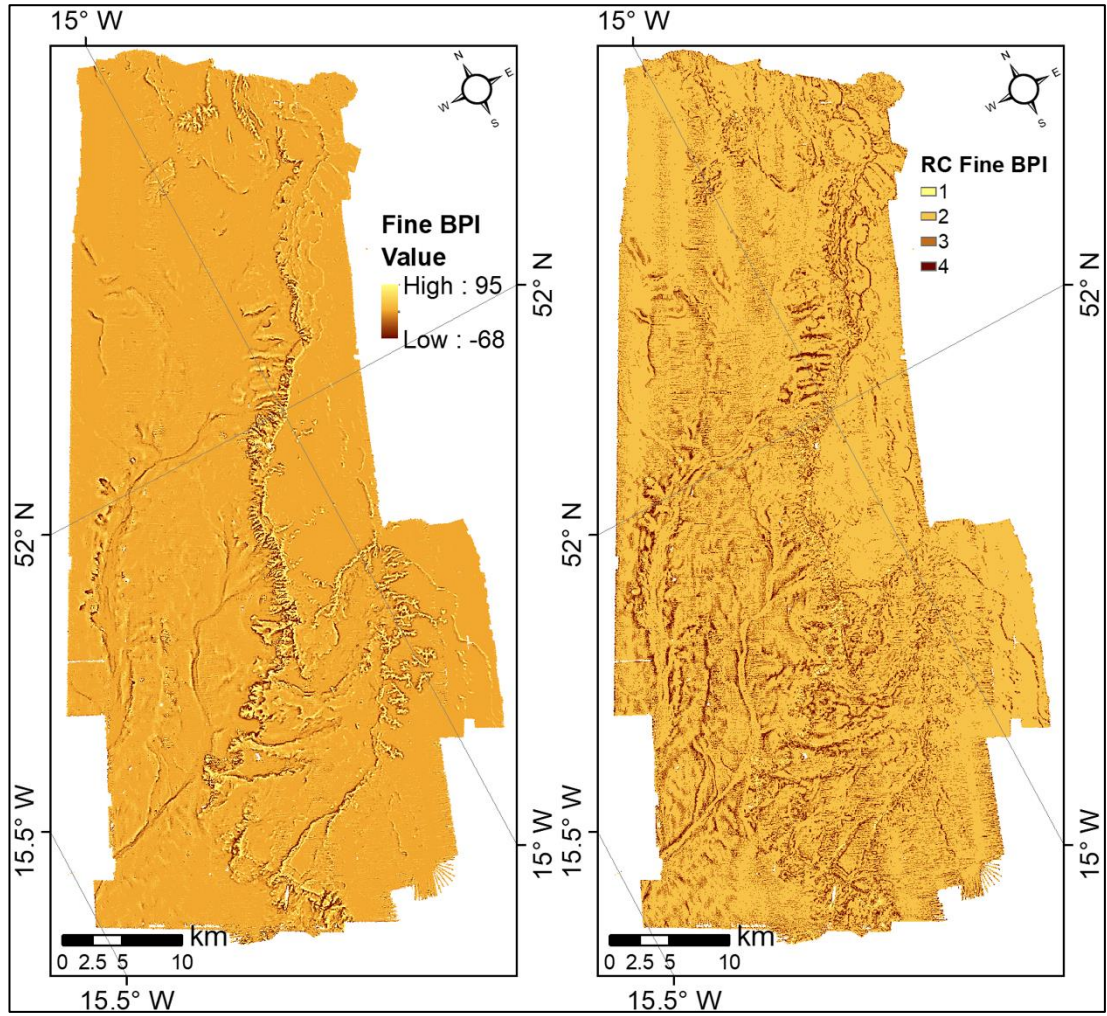 15° W
15° W
N
E
W
S
N
E
W
S
RC Fine BPI
1
2
3
4
Fine BPI
Value
High : 95
Low : -68
52° N
52° N
52° N
52° N
15.5° W
15° W
15.5° W
15° W
km
0 2.5 5 10
km
0 2.5 5 10
15.5° W
15.5° W